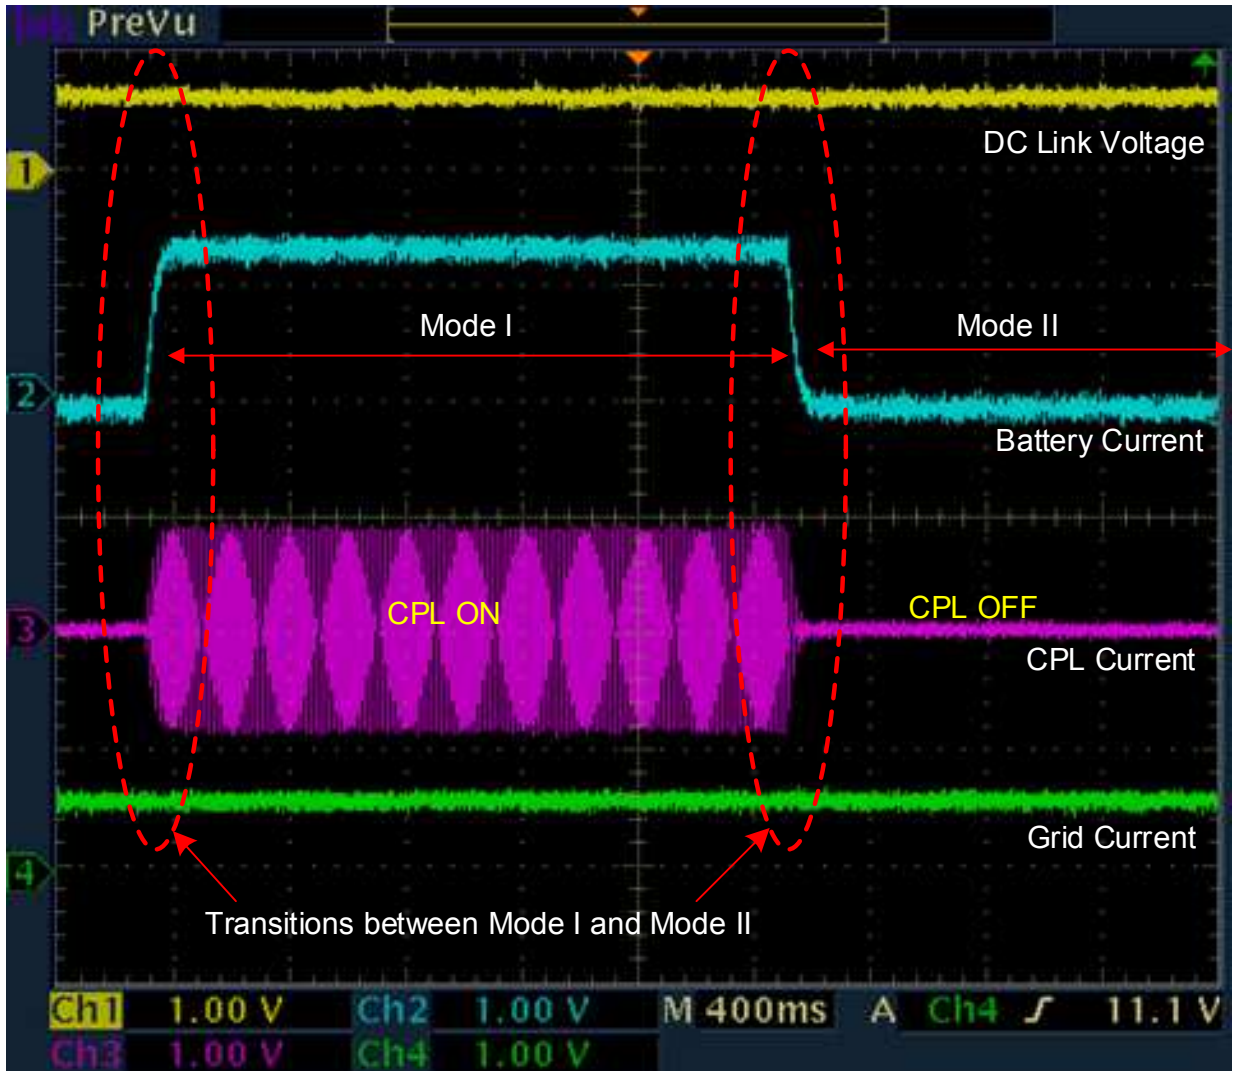 PreVu
DC Link Voltage
1
Mode I
Mode II
2
Battery Current
CPL ON
CPL OFF
3
CPL Current
Grid Current
4
Transitions between Mode I and Mode II
Ch1 1.00 V Ch2 1.00 V M 400ms A Ch4 11.1 V
Ch3 1.00 V Ch4 1.00 V